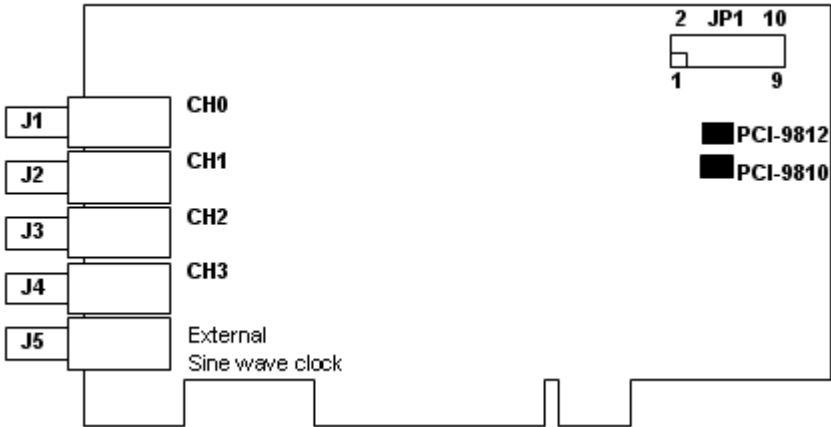 2 JP1 10
1 9
J1 CH0
PCI-9812
J2 CH1
PCI-9810
J3 CH2
J4 CH3
J5 External
Sine wave clock